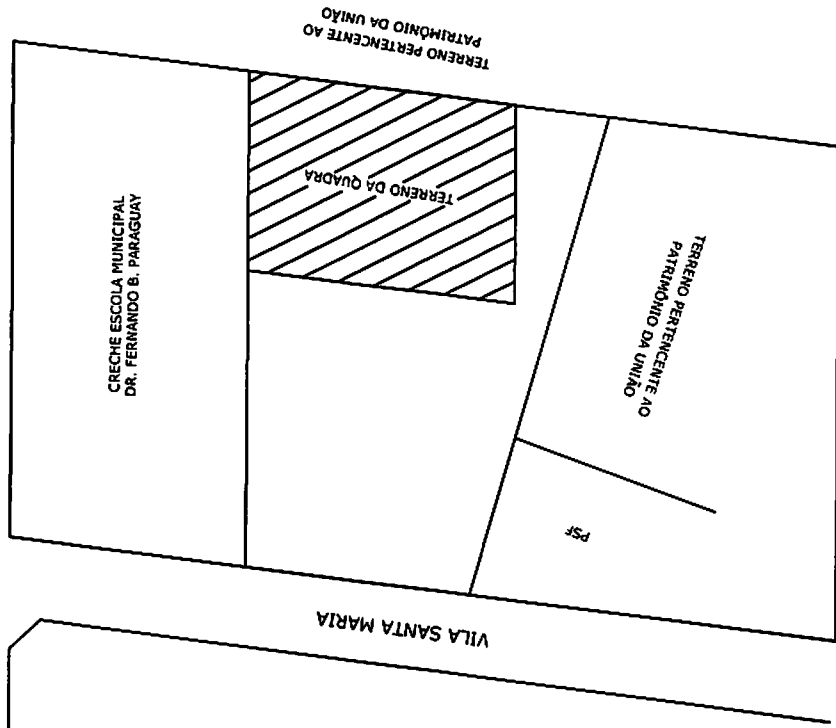 TERRENO PERTENCENTE AO
PATRIMÔNIO DA UNIÃO
CRECHE ESCOLA MUNICIPAL
DR. FERNANDO B. PARAGUAY
TERRENO DA QUADRA
TERRENO PERTENCENTE AO
PATRIMÔNIO DA UNIÃO
PSF
VILA SANTA MARIA